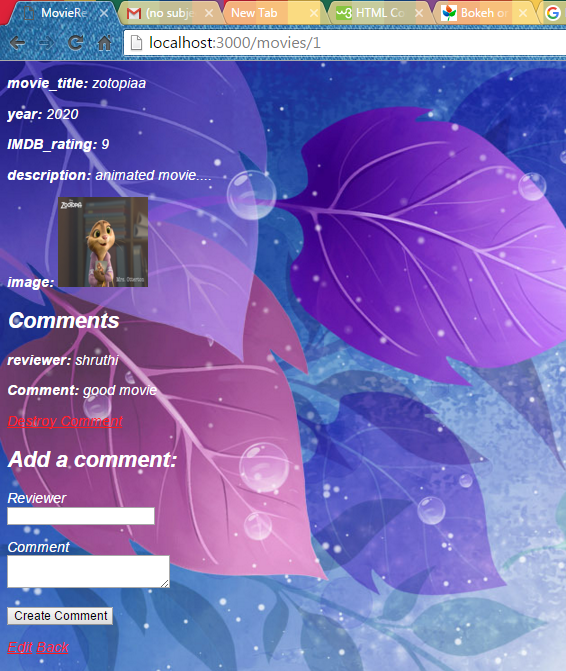 MovieRe
(no subje
New Tab
HTML Co
Bokeh o
localhost:3000/movies/1
movie_title: zotopiaa
year: 2020
IMDB_rating: 9
description: animated movie....
ZOOTOPIA
Mrs. Otterton
image:
Comments
reviewer: shruthi
Comment: good movie
Destroy Comment
Add a comment:
Reviewer
Comment
Create Comment
Edit Back